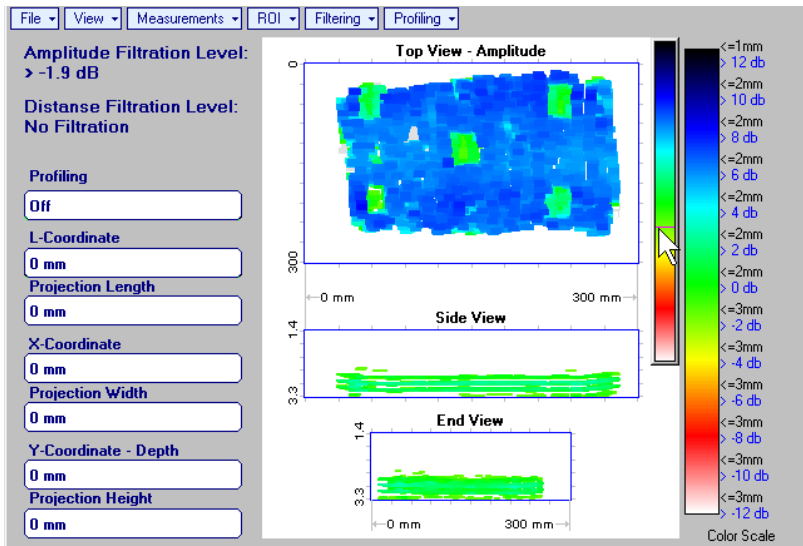 File View Measurements ROI Filtering Profiling
Amplitude Filtration Level:
> -1.9 dB
Distanse Filtration Level:
No Filtration
Profiling
Off
L-Coordinate
0 mm
Projection Length
0 mm
X-Coordinate
0 mm
Projection Width
0 mm
Y-Coordinate - Depth
0 mm
Projection Height
0 mm
Top View - Amplitude
0
300
0 mm 300 mm
Side View
1.4
3.3
End View
1.4
3.3
0 mm 300 mm
<=1mm
> 12 db
<=2mm
> 10 db
<=2mm
> 8 db
<=2mm
> 6 db
<=2mm
> 4 db
<=2mm
> 2 db
<=2mm
> 0 db
<=3mm
> -2 db
<=3mm
> -4 db
<=3mm
> -6 db
<=3mm
> -8 db
<=3mm
> -10 db
<=3mm
> -12 db
Color Scale